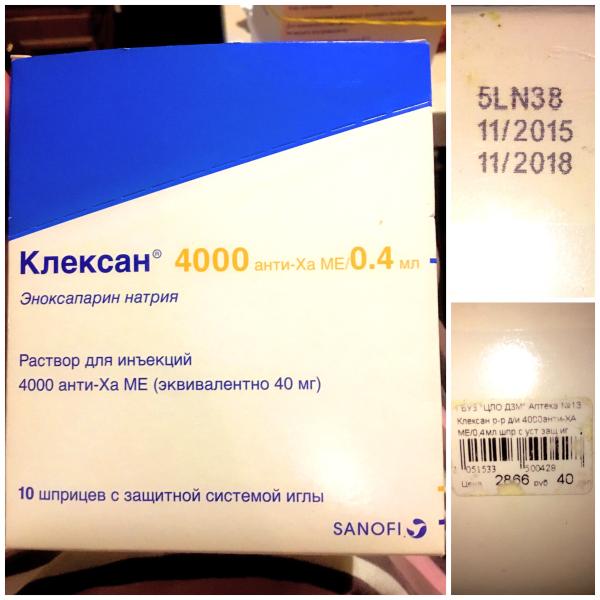 Клексан® 4000 анти-Ха МЕ/0.4 мл
Эноксапарин натрия
Раствор для инъекций
4000 анти-Ха МЕ (эквивалентно 40 мг)
10 шприцев с защитной системой иглы
SANOFI
5LN38
11/2015
11/2018
ГБУЗ "ЦЛО ДЗМ" Аптека №13
Клексан р-р д/и 4000анти-ХА
МЕ/0,4мл шпр с уст защ иг
051533 500428
Цена 2866 руб 40